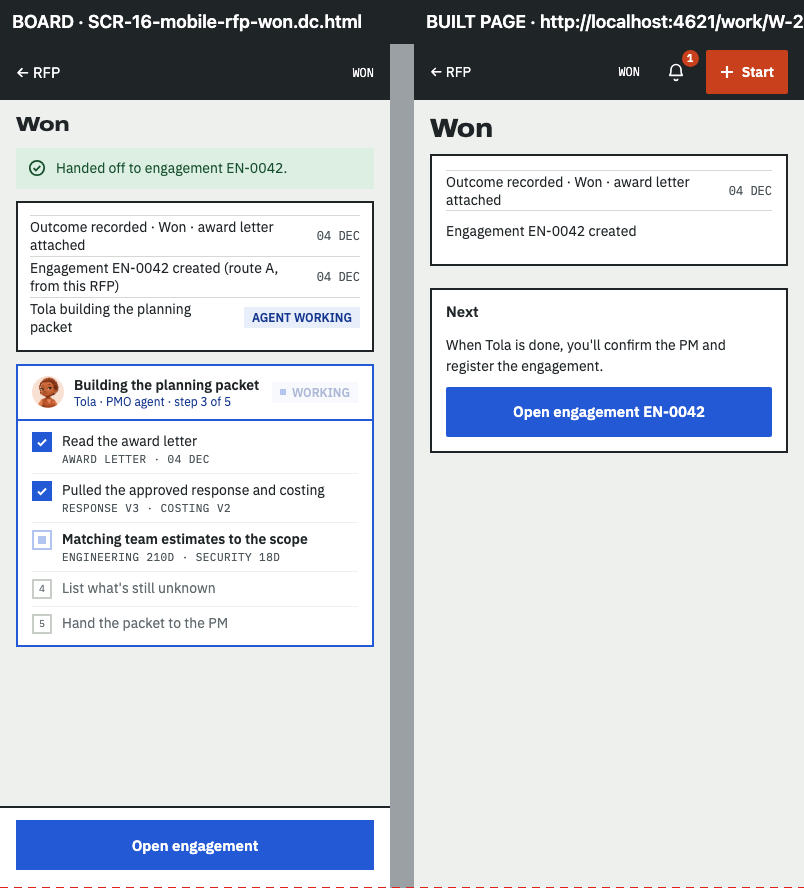 BOARD · SCR-16-mobile-rfp-won.dc.html
← RFP
WON
Won
Handed off to engagement EN-0042.
Outcome recorded · Won · award letter
attached
04 DEC
Engagement EN-0042 created (route A,
from this RFP)
04 DEC
Tola building the planning
packet
AGENT WORKING
Building the planning packet
Tola · PMO agent · step 3 of 5
WORKING
Read the award letter
AWARD LETTER · 04 DEC
Pulled the approved response and costing
RESPONSE V3 · COSTING V2
Matching team estimates to the scope
ENGINEERING 210D · SECURITY 18D
4
List what's still unknown
5
Hand the packet to the PM
Open engagement
BUILT PAGE · http://localhost:4621/work/W-2
← RFP
WON
1
+ Start
Won
Outcome recorded · Won · award letter
attached
04 DEC
Engagement EN-0042 created
Next
When Tola is done, you'll confirm the PM and
register the engagement.
Open engagement EN-0042